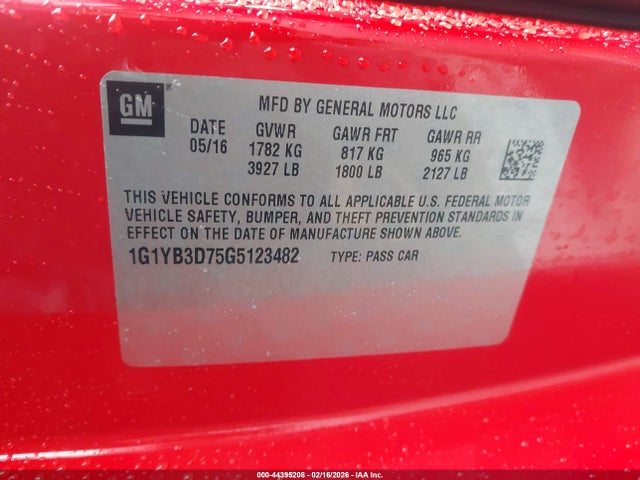 GM
MFD BY GENERAL MOTORS LLC
DATE GVWR GAWR FRT GAWR RR
05/16 1782 KG 817 KG 965 KG
3927 LB 1800 LB 2127 LB
THIS VEHICLE CONFORMS TO ALL APPLICABLE U.S. FEDERAL MOTOR
VEHICLE SAFETY, BUMPER, AND THEFT PREVENTION STANDARDS IN
EFFECT ON THE DATE OF MANUFACTURE SHOWN ABOVE.
1G1YB3D75G5123482 TYPE: PASS CAR
000-44395208 - 02/16/2026 - IAA Inc.